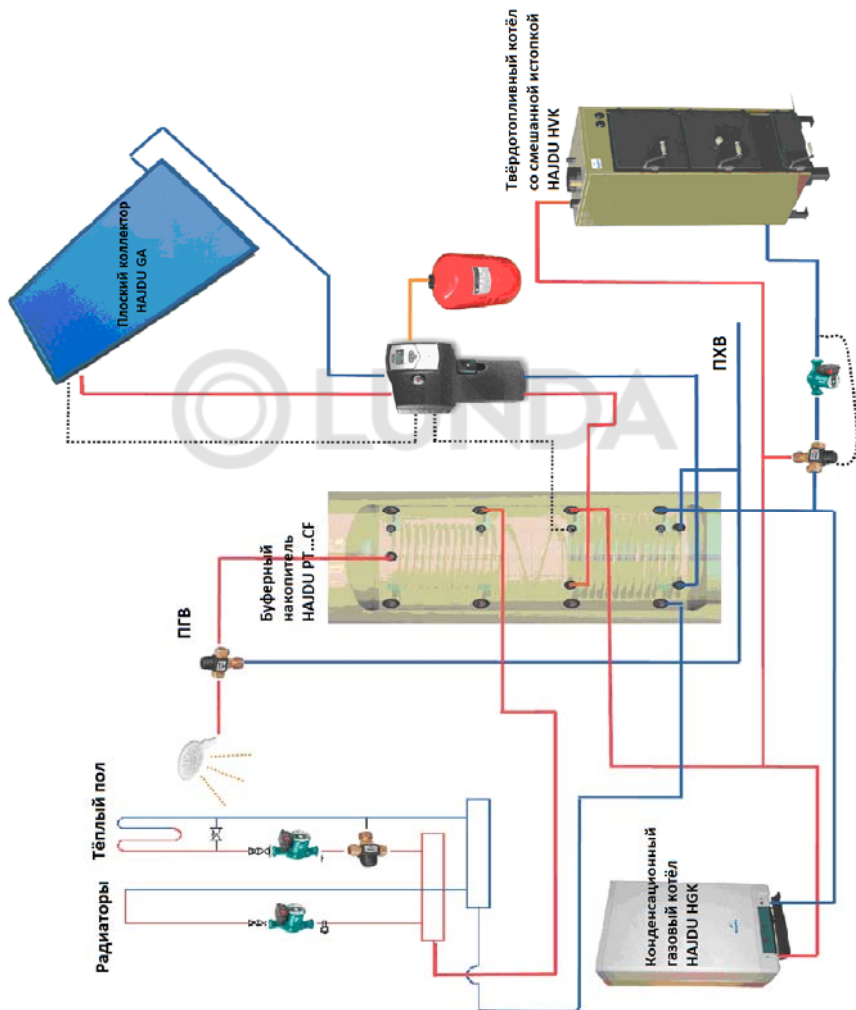 Твёрдотопливный котёл
со смешанной истопкой
HAJDU HVK
Плоский коллектор
HAJDU GA
LUNDA
ПХВ
Буферный
накопитель
HAJDU PT...CF
ПГВ
Тёплый пол
Радиаторы
Конденсационный
газовый котёл
HAJDU HGK